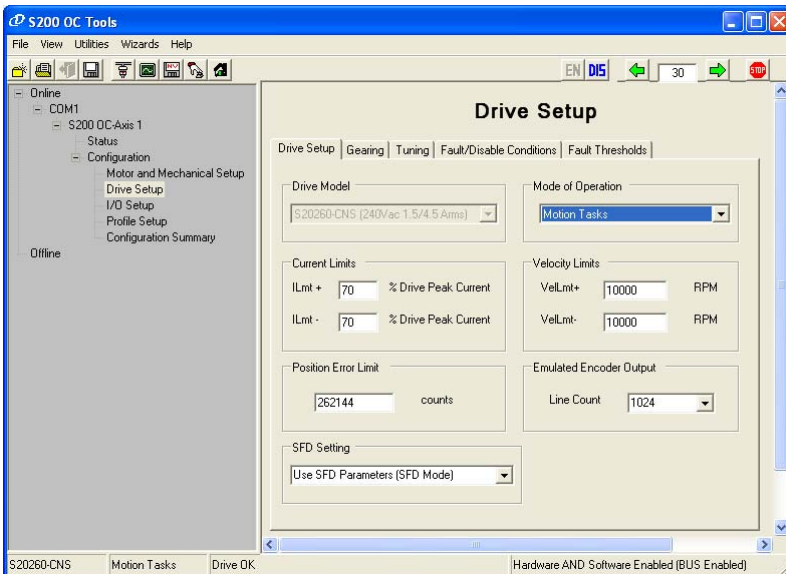 S200 OC Tools
File View Utilities Wizards Help
EN DIS 30 STOP
Online
COM1
S200 OC-Axis 1
Status
Configuration
Motor and Mechanical Setup
Drive Setup
I/O Setup
Profile Setup
Configuration Summary
Offline
Drive Setup
Drive Setup Gearing Tuning Fault/Disable Conditions Fault Thresholds
Drive Model
S20260-CNS (240Vac 1.5/4.5 Arms)
Mode of Operation
Motion Tasks
Current Limits
ILmt + 70 % Drive Peak Current
ILmt - 70 % Drive Peak Current
Velocity Limits
VelLmt+ 10000 RPM
VelLmt- 10000 RPM
Position Error Limit
262144 counts
Emulated Encoder Output
Line Count 1024
SFD Setting
Use SFD Parameters (SFD Mode)
S20260-CNS Motion Tasks Drive OK Hardware AND Software Enabled (BUS Enabled)